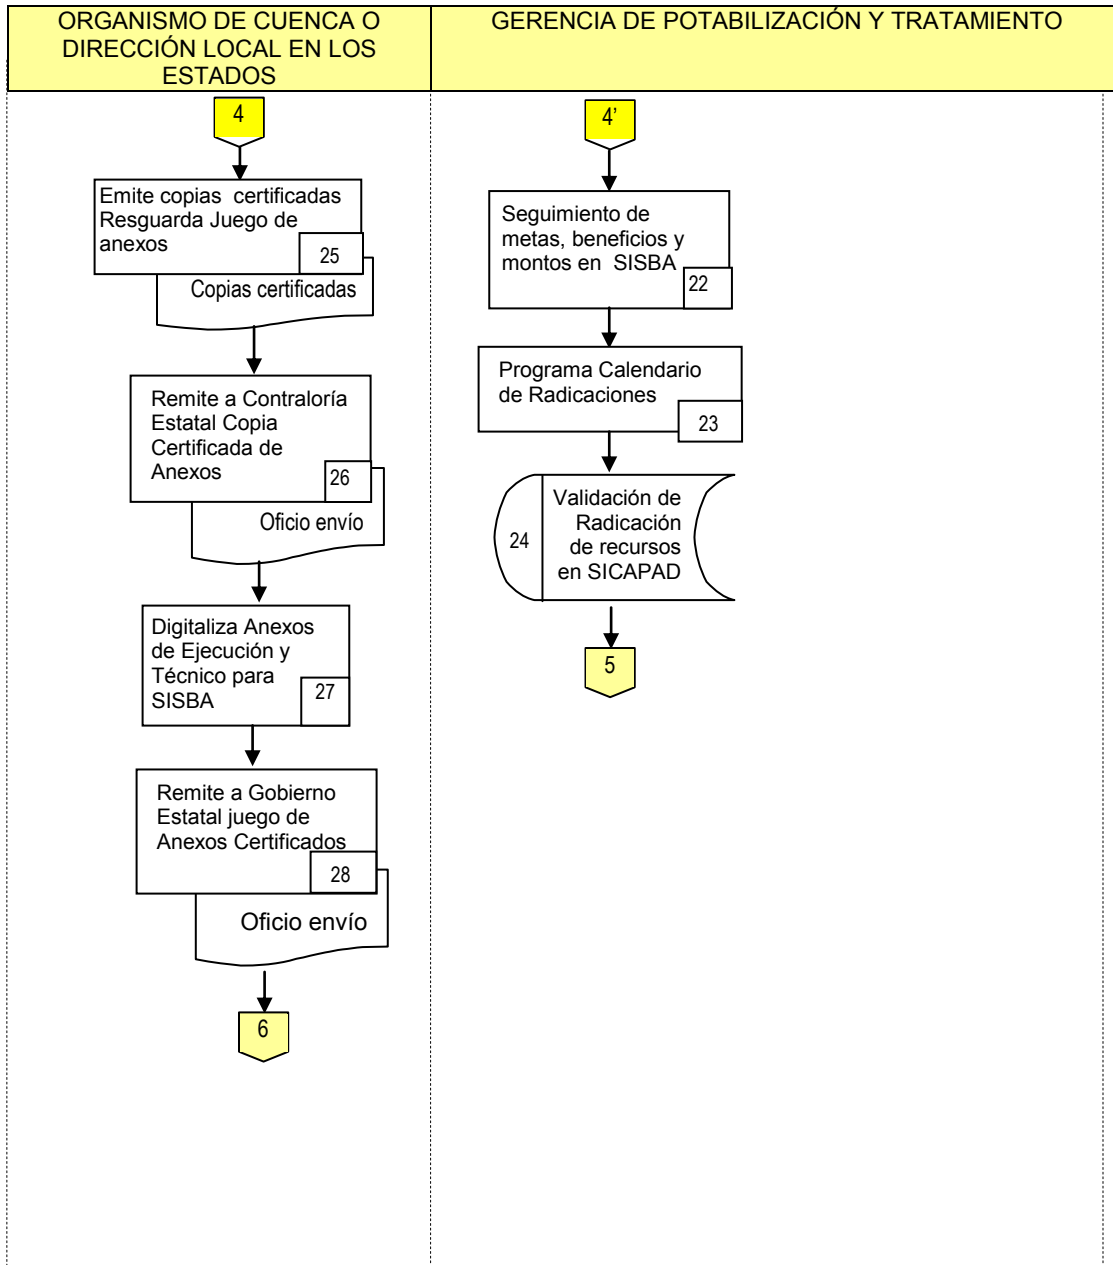 ORGANISMO DE CUENCA O
DIRECCIÓN LOCAL EN LOS
ESTADOS
GERENCIA DE POTABILIZACIÓN Y TRATAMIENTO
4
Emite copias certificadas
Resguarda Juego de
anexos
25
Copias certificadas
Remite a Contraloría
Estatal Copia
Certificada de
Anexos
26
Oficio envío
Digitaliza Anexos
de Ejecución y
Técnico para
SISBA
27
Remite a Gobierno
Estatal juego de
Anexos Certificados
28
Oficio envío
6
4’
Seguimiento de
metas, beneficios y
montos en SISBA
22
Programa Calendario
de Radicaciones
23
Validación de
Radicación
de recursos
en SICAPAD
24
5